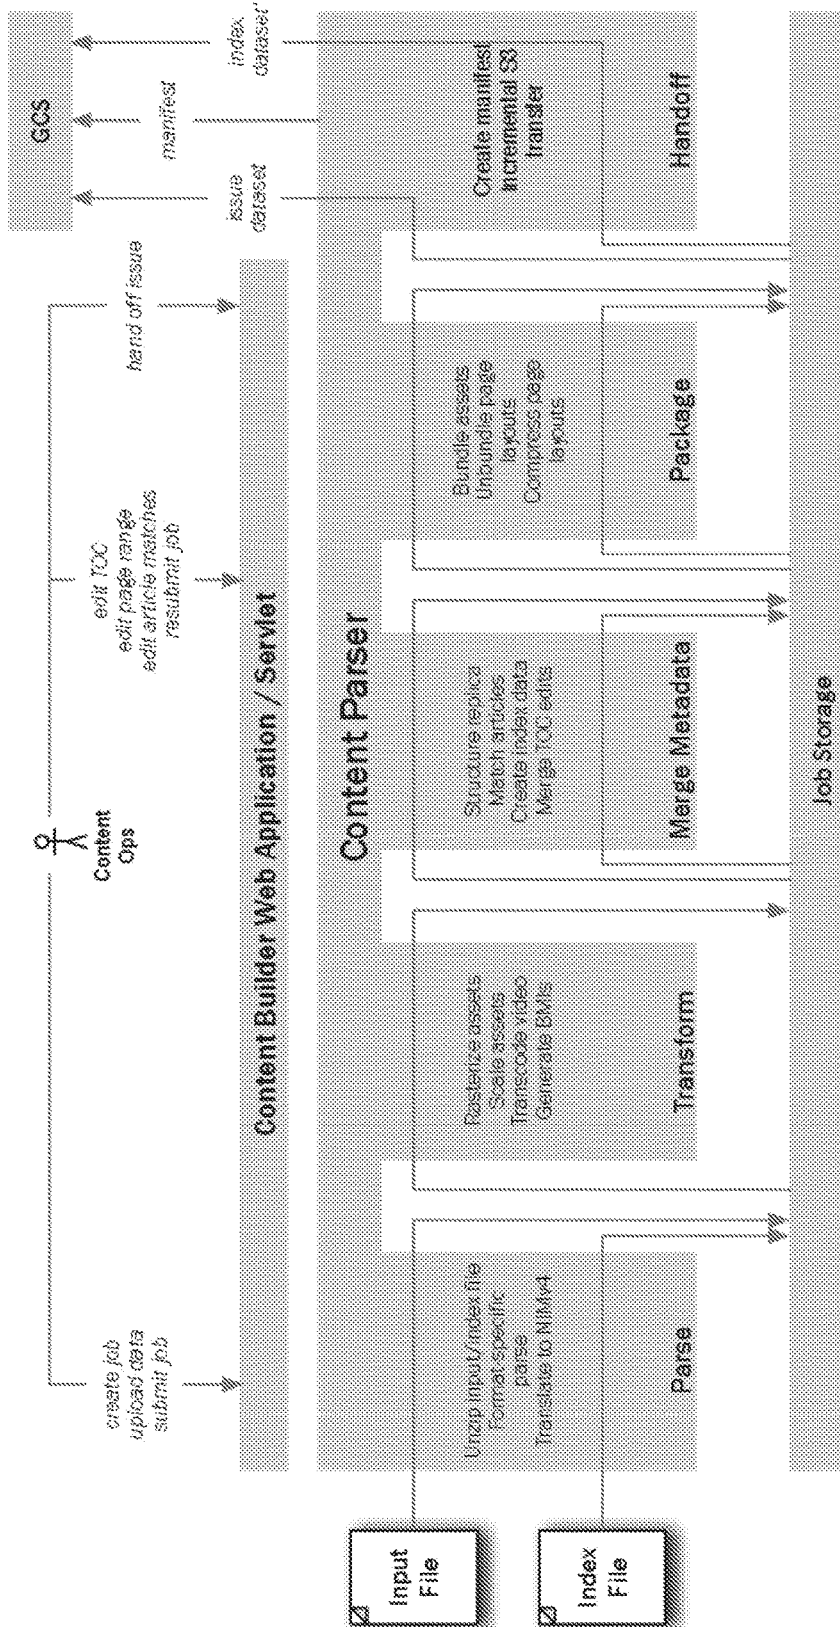 GCS
create job
upload data
submit job
Content
Ops
edit TOC
edit page range
edit article matches
resubmit job
hand off issue
issue
dataset
manifest
index
dataset
Content Builder Web Application / Servlet
Content Parser
Input
File
Index
File
Unzip input/index file
Format specific
parse
Translate to NIMv4
Parse
Rasterize assets
Scale assets
Transcode video
Generate BMIs
Transform
Structure replica
Match articles
Create index data
Merge TOC edits
Merge Metadata
Bundle assets
Unbundle page
layouts
Compress page
layouts
Package
Create manifest
Incremental S3
transfer
Handoff
Job Storage